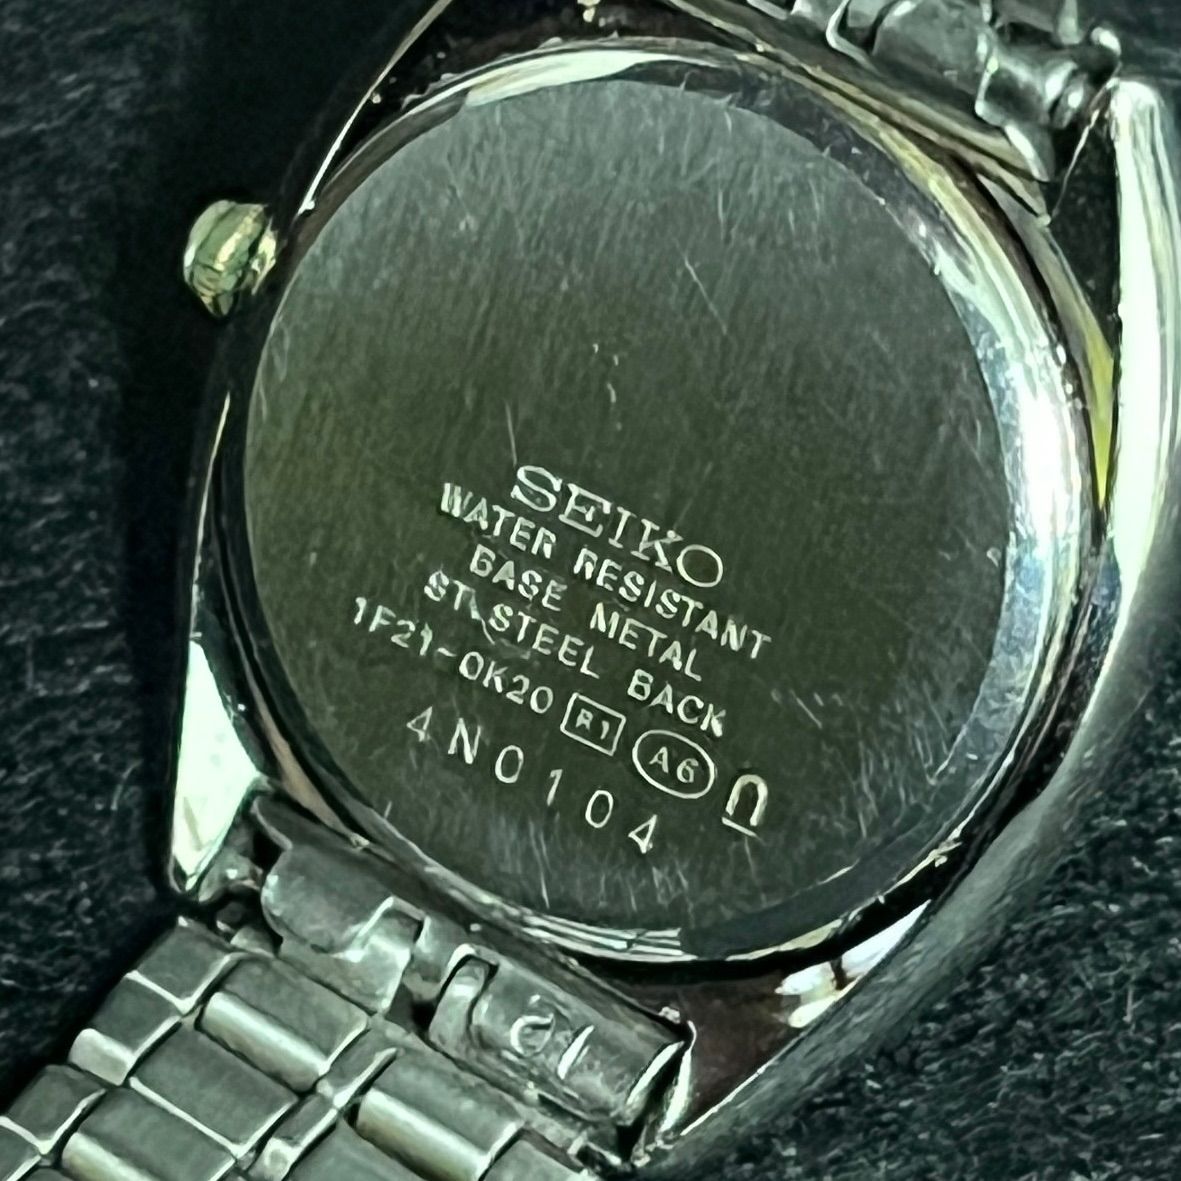 SEIKO
WATER RESISTANT
BASE METAL
ST. STEEL BACK
1F21-0K20 R1 A6
4N0104